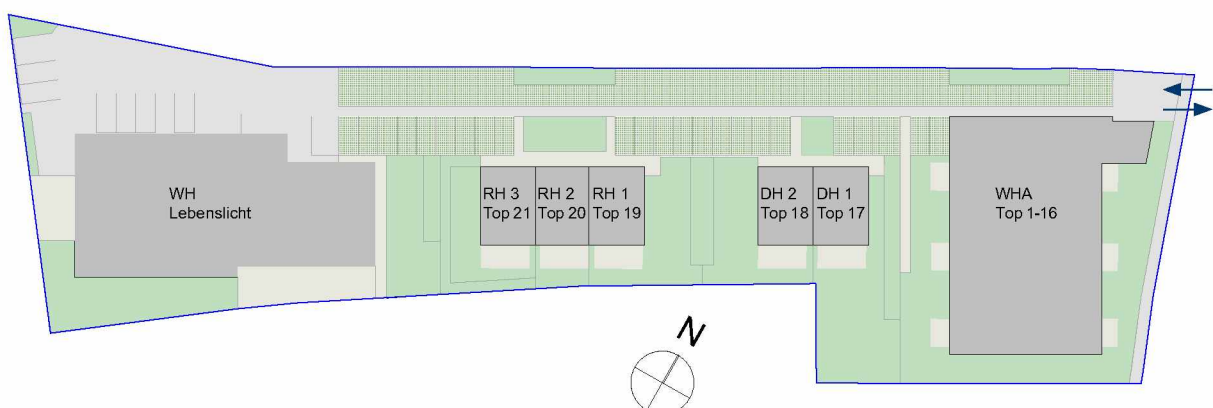 WH
Lebenslicht
RH 3
Top 21
RH 2
Top 20
RH 1
Top 19
DH 2
Top 18
DH 1
Top 17
WHA
Top 1-16
N